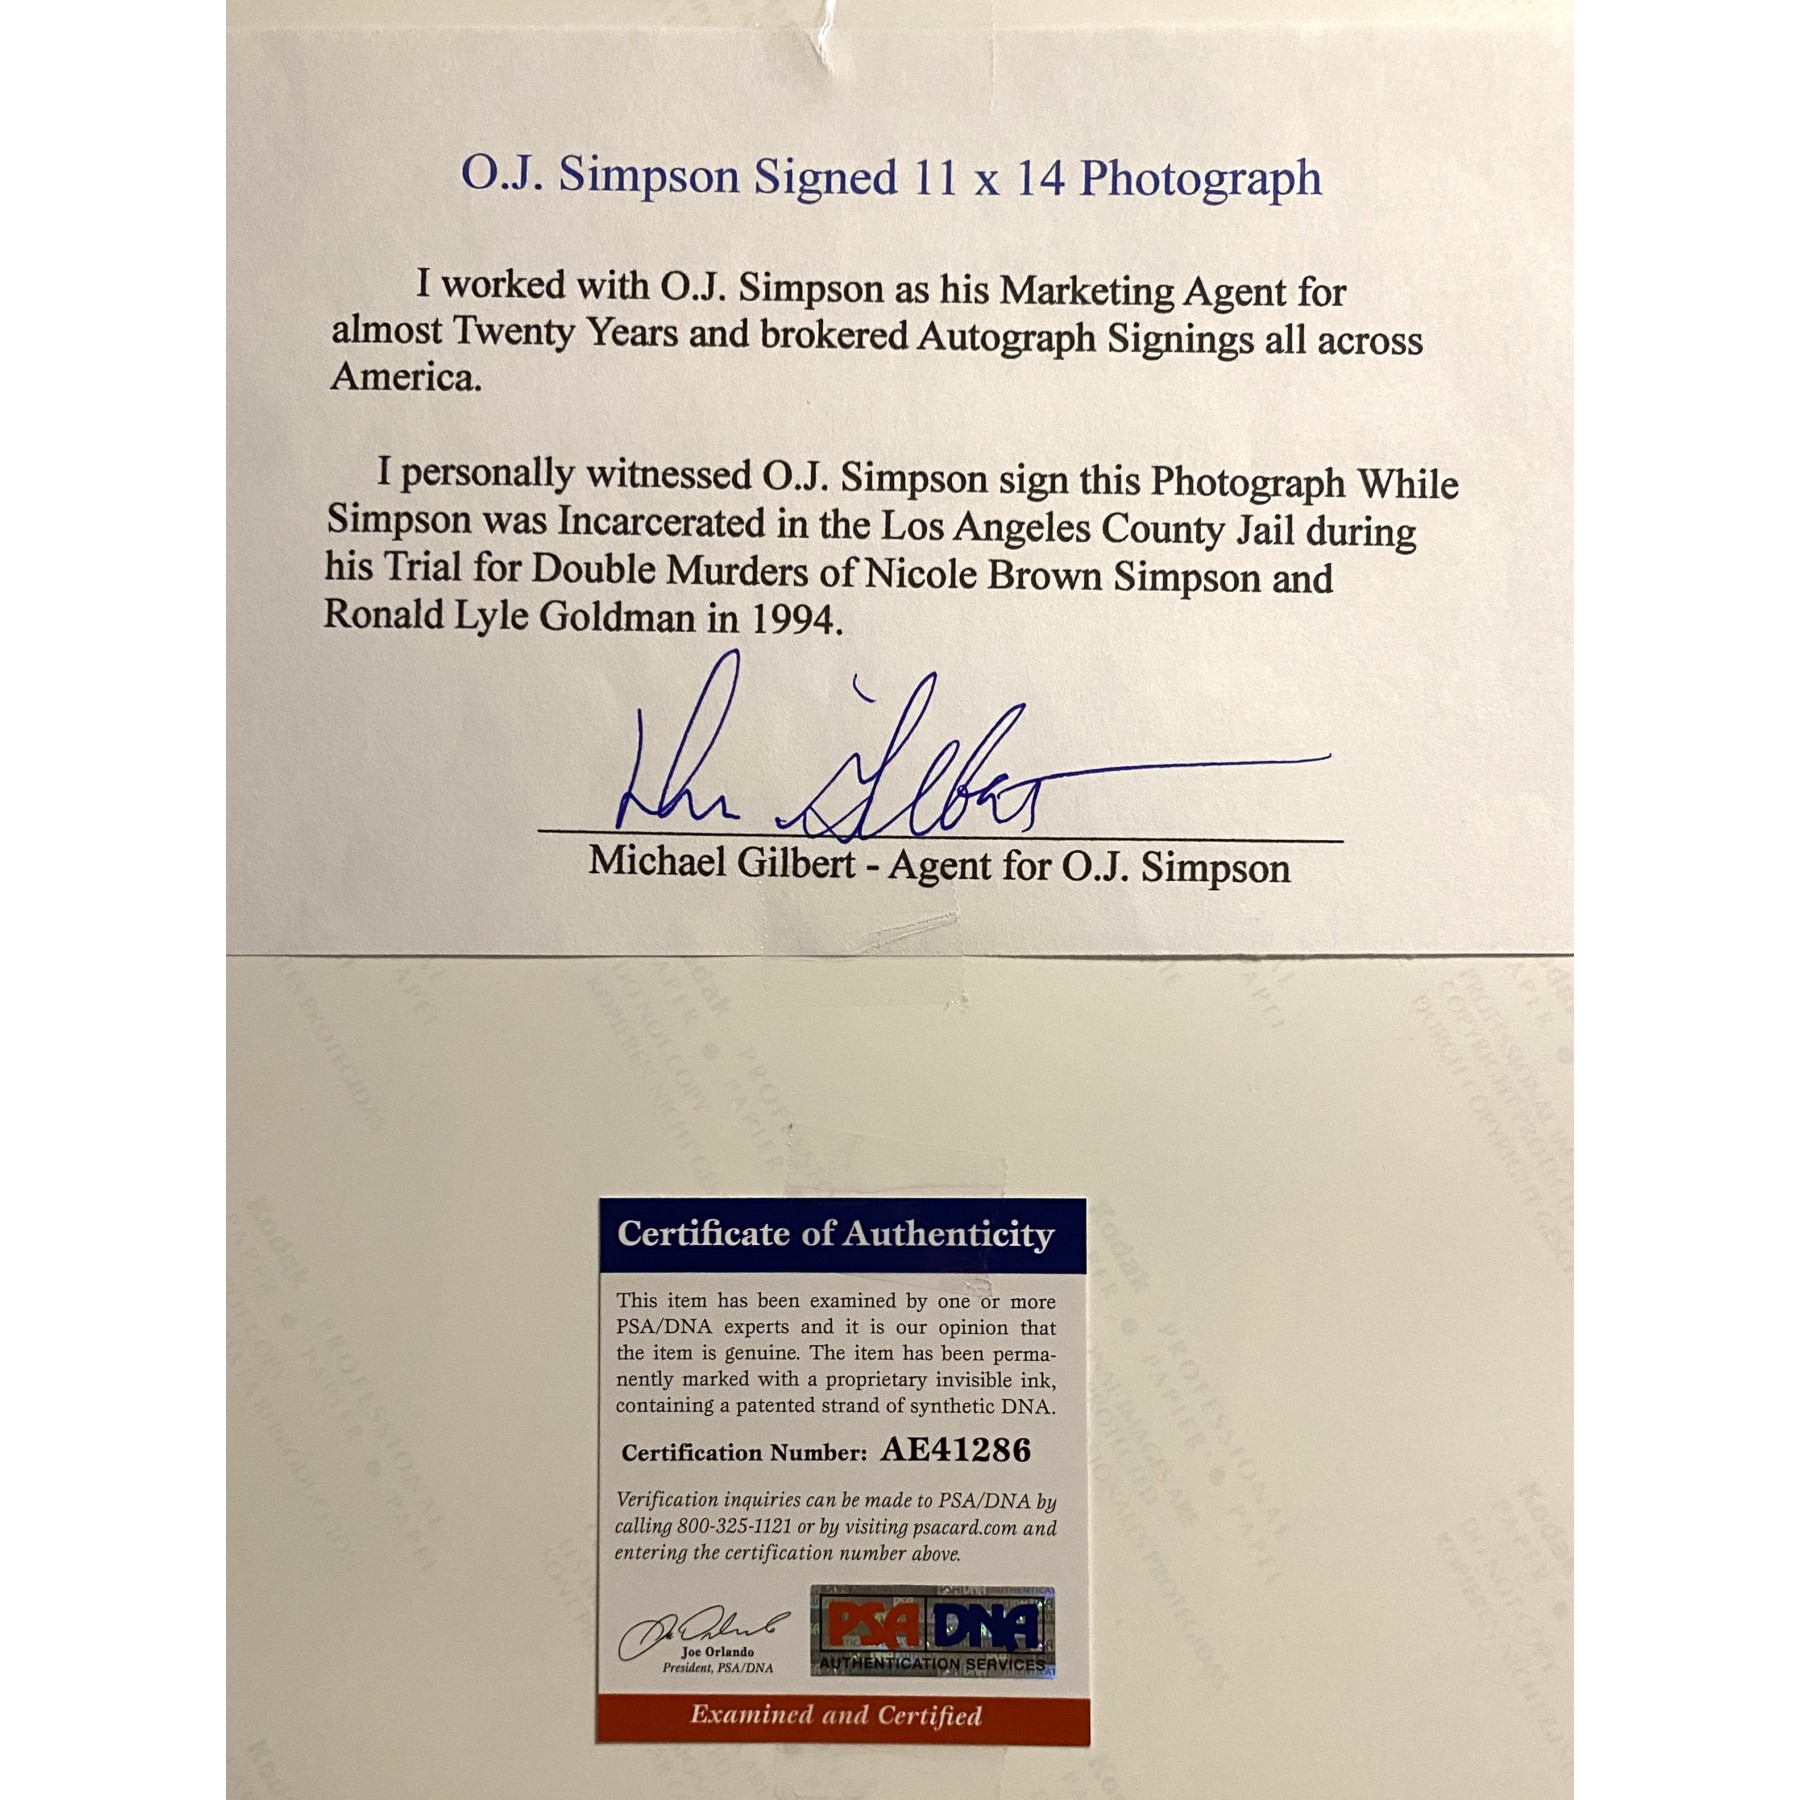 O.J. Simpson Signed 11 x 14 Photograph
I worked with O.J. Simpson as his Marketing Agent for
almost Twenty Years and brokered Autograph Signings all across
America.
I personally witnessed O.J. Simpson sign this Photograph While
Simpson was Incarcerated in the Los Angeles County Jail during
his Trial for Double Murders of Nicole Brown Simpson and
Ronald Lyle Goldman in 1994.
Michael Gilbert - Agent for O.J. Simpson
Certificate of Authenticity
This item has been examined by one or more
PSA/DNA experts and it is our opinion that
the item is genuine. The item has been perma-
nently marked with a proprietary invisible ink,
containing a patented strand of synthetic DNA.
Certification Number: AE41286
Verification inquiries can be made to PSA/DNA by
calling 800-325-1121 or by visiting psacard.com and
entering the certification number above.
Joe Orlando
President, PSA/DNA
PSA DNA
AUTHENTICATION SERVICES
Examined and Certified
Kodak
PROFESSIONAL
PAPER
PAPIER
PAPEL